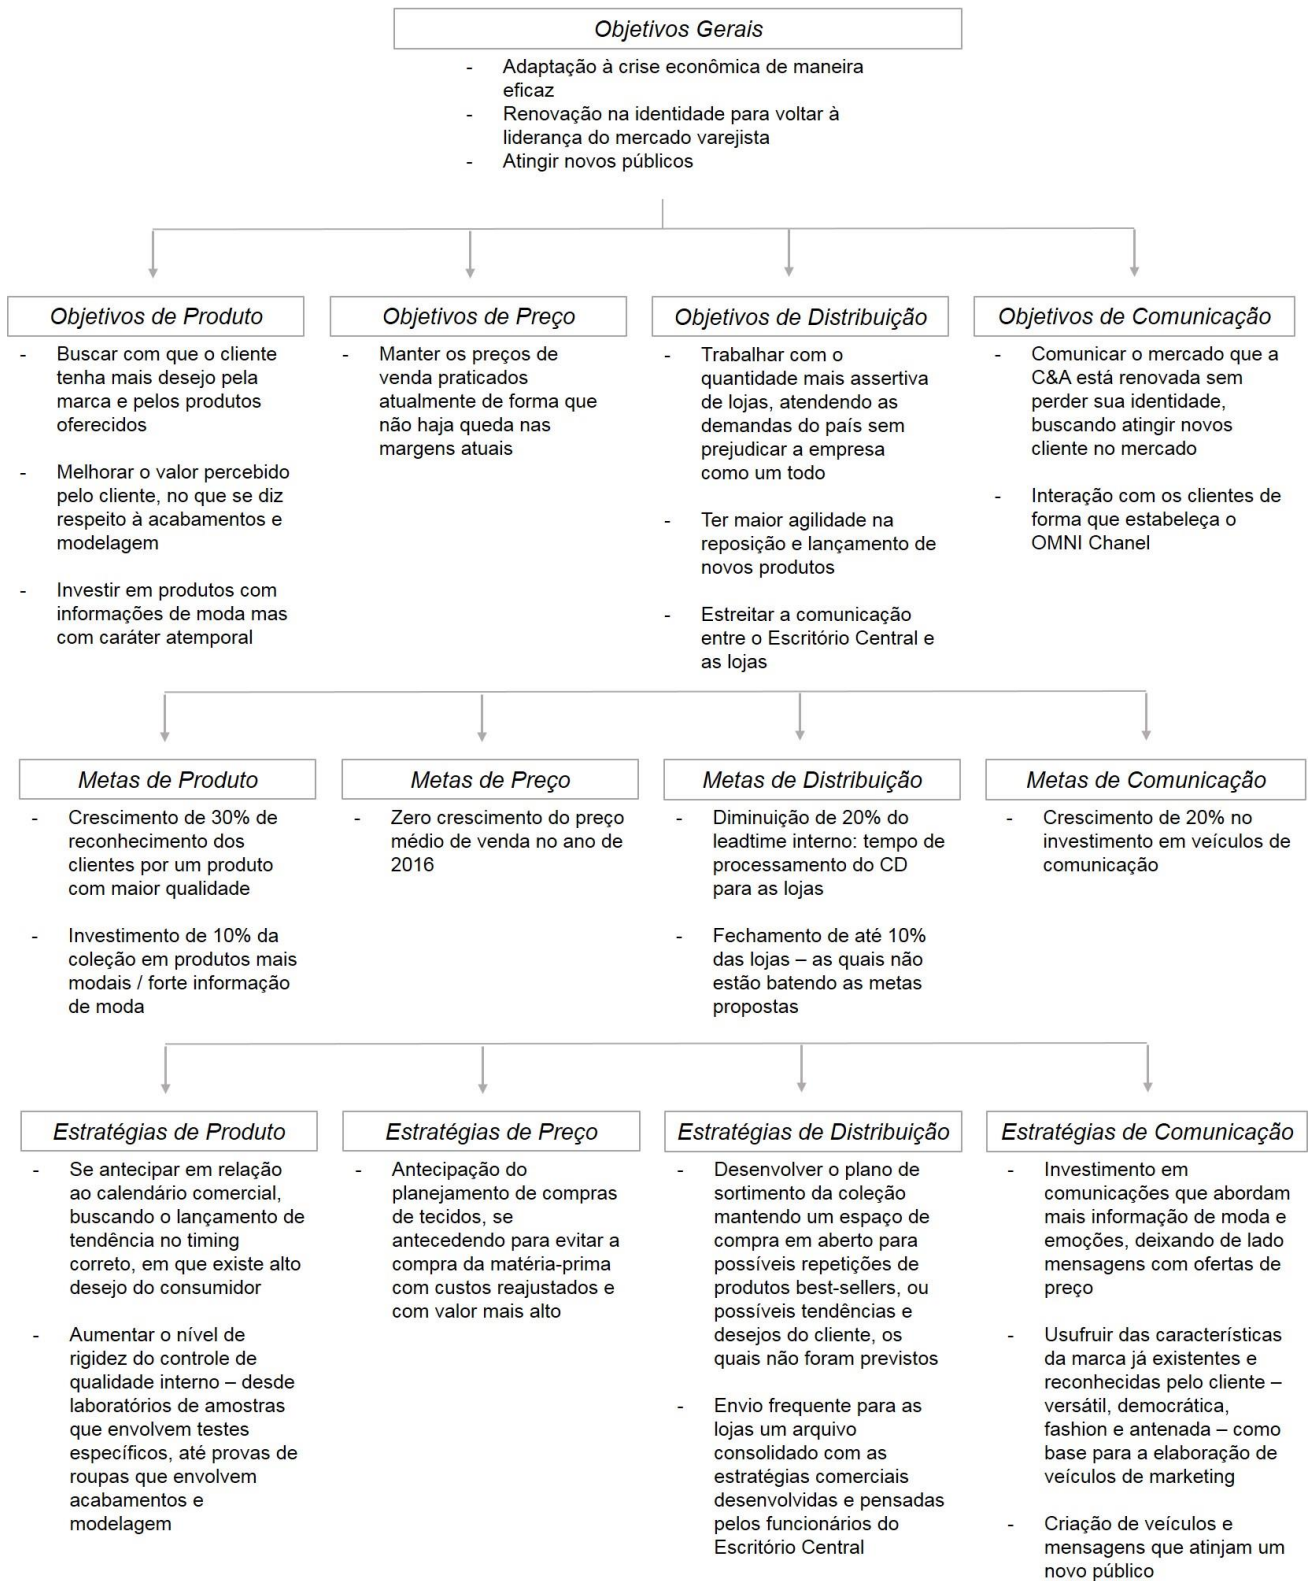 Objetivos Gerais
- Adaptação à crise econômica de maneira
eficaz
- Renovação na identidade para voltar à
liderança do mercado varejista
- Atingir novos públicos
Objetivos de Produto
- Buscar com que o cliente
tenha mais desejo pela
marca e pelos produtos
oferecidos
- Melhorar o valor percebido
pelo cliente, no que se diz
respeito à acabamentos e
modelagem
- Investir em produtos com
informações de moda mas
com caráter atemporal
Objetivos de Preço
- Manter os preços de
venda praticados
atualmente de forma que
não haja queda nas
margens atuais
Objetivos de Distribuição
- Trabalhar com o
quantidade mais assertiva
de lojas, atendendo as
demandas do país sem
prejudicar a empresa
como um todo
- Ter maior agilidade na
reposição e lançamento de
novos produtos
- Estreitar a comunicação
entre o Escritório Central e
as lojas
Objetivos de Comunicação
- Comunicar o mercado que a
C&A está renovada sem
perder sua identidade,
buscando atingir novos
cliente no mercado
- Interação com os clientes de
forma que estabeleça o
OMNI Chanel
Metas de Produto
- Crescimento de 30% de
reconhecimento dos
clientes por um produto
com maior qualidade
- Investimento de 10% da
coleção em produtos mais
modais / forte informação
de moda
Metas de Preço
- Zero crescimento do preço
médio de venda no ano de
2016
Metas de Distribuição
- Diminuição de 20% do
leadtime interno: tempo de
processamento do CD
para as lojas
- Fechamento de até 10%
das lojas – as quais não
estão batendo as metas
propostas
Metas de Comunicação
- Crescimento de 20% no
investimento em veículos de
comunicação
Estratégias de Produto
- Se antecipar em relação
ao calendário comercial,
buscando o lançamento de
tendência no timing
correto, em que existe alto
desejo do consumidor
- Aumentar o nível de
rigidez do controle de
qualidade interno – desde
laboratórios de amostras
que envolvem testes
específicos, até provas de
roupas que envolvem
acabamentos e
modelagem
Estratégias de Preço
- Antecipação do
planejamento de compras
de tecidos, se
antecedendo para evitar a
compra da matéria-prima
com custos reajustados e
com valor mais alto
Estratégias de Distribuição
- Desenvolver o plano de
sortimento da coleção
mantendo um espaço de
compra em aberto para
possíveis repetições de
produtos best-sellers, ou
possíveis tendências e
desejos do cliente, os
quais não foram previstos
- Envio frequente para as
lojas um arquivo
consolidado com as
estratégias comerciais
desenvolvidas e pensadas
pelos funcionários do
Escritório Central
Estratégias de Comunicação
- Investimento em
comunicações que abordam
mais informação de moda e
emoções, deixando de lado
mensagens com ofertas de
preço
- Usufruir das características
da marca já existentes e
reconhecidas pelo cliente –
versátil, democrática,
fashion e antenada – como
base para a elaboração de
veículos de marketing
- Criação de veículos e
mensagens que atinjam um
novo público